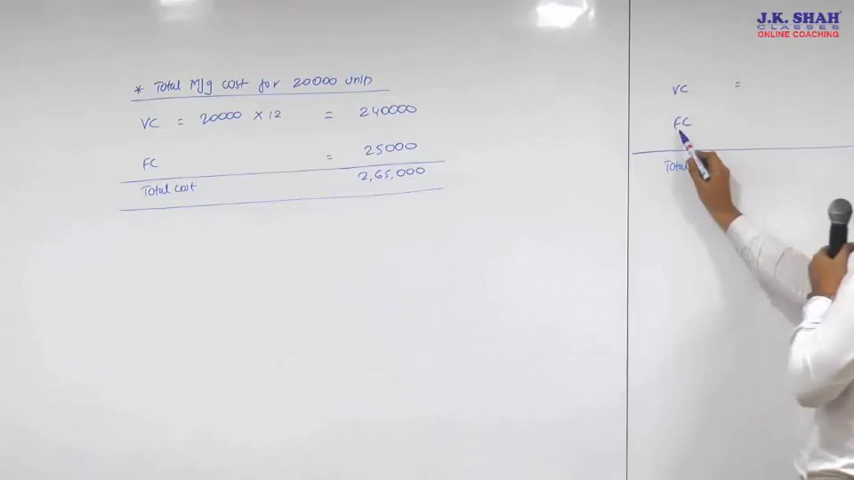 J.K. SHAH
CLASSES
ONLINE COACHING
* Total Mfg cost for 20000 units
VC = 20000 × 12 = 240000
FC = 25000
Total cost 2,65,000
VC =
FC
Total